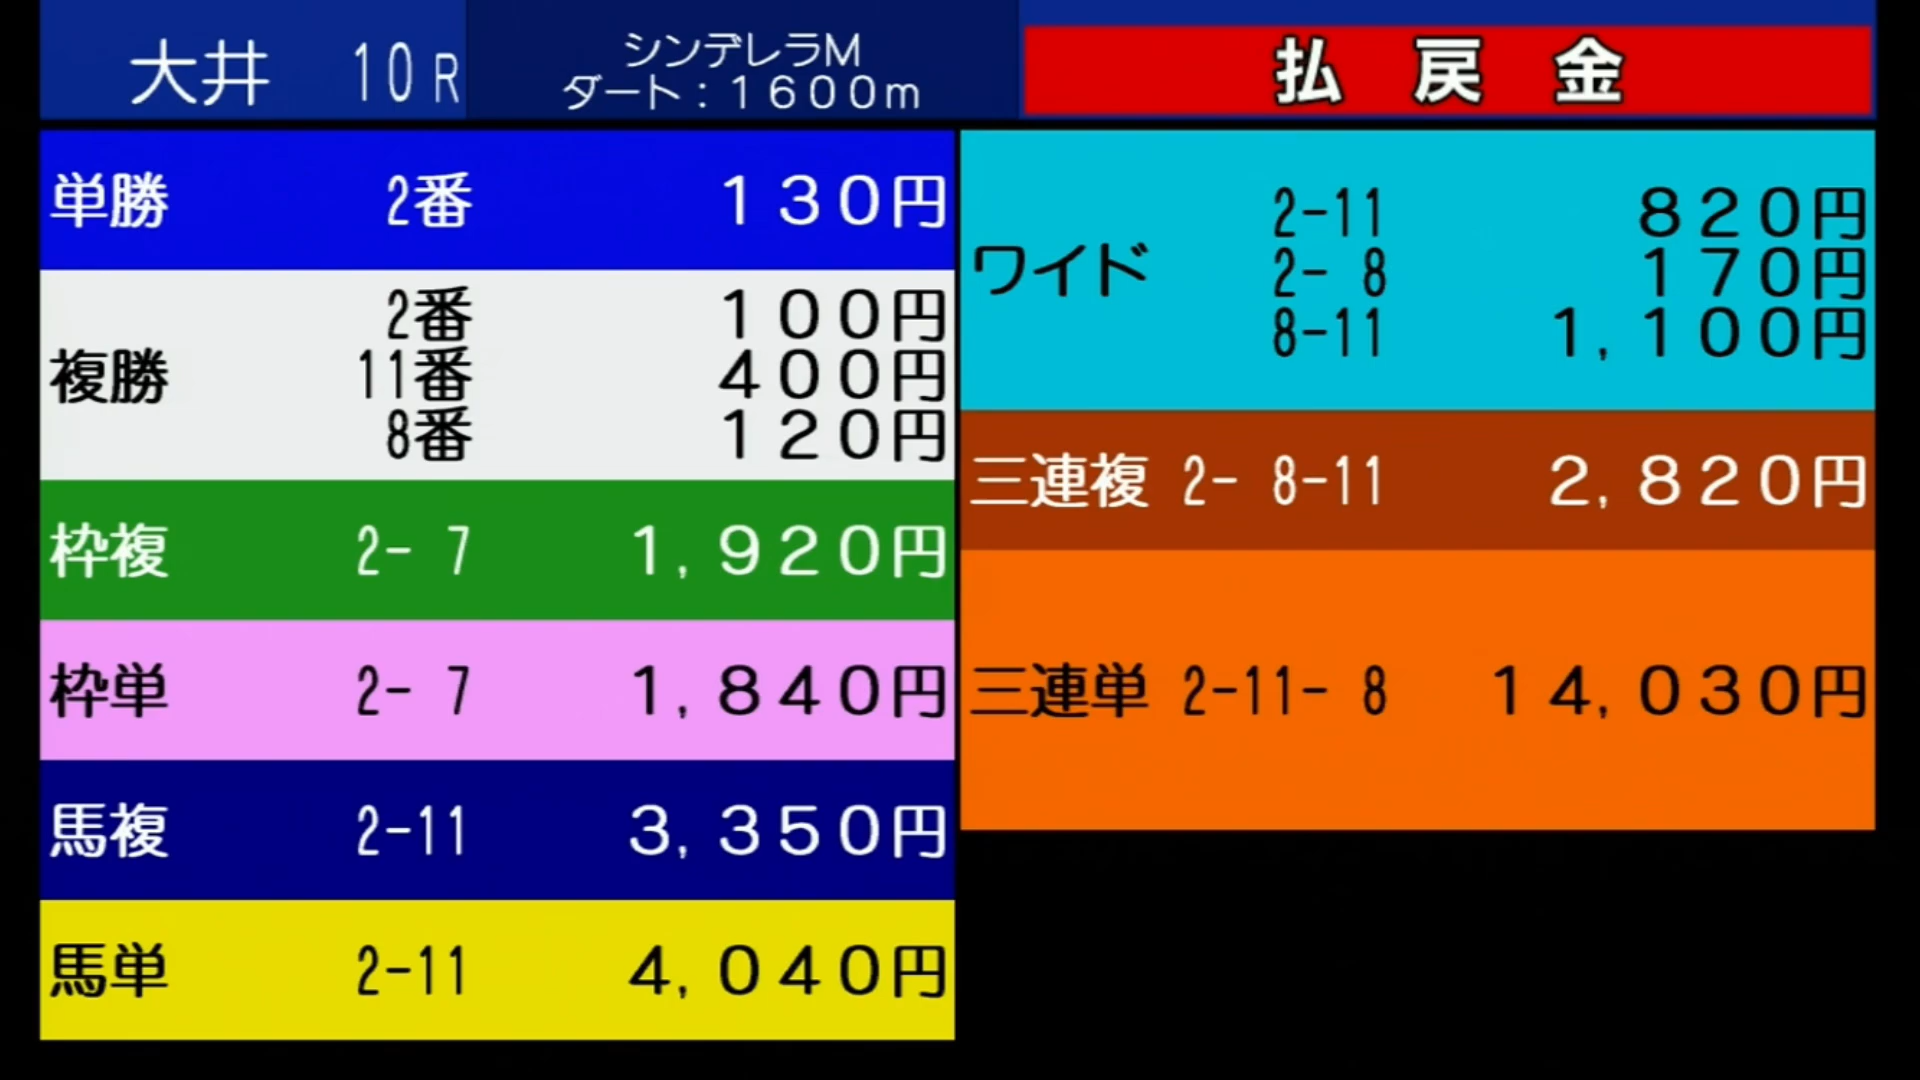 大井 10R
シンデレラM
ダート：1600m
払戻金
単勝 2番 130円
複勝
2番 100円
11番 400円
8番 120円
枠複 2- 7 1,920円
枠単 2- 7 1,840円
馬複 2-11 3,350円
馬単 2-11 4,040円
ワイド
2-11 820円
2- 8 170円
8-11 1,100円
三連複 2- 8-11 2,820円
三連単 2-11- 8 14,030円